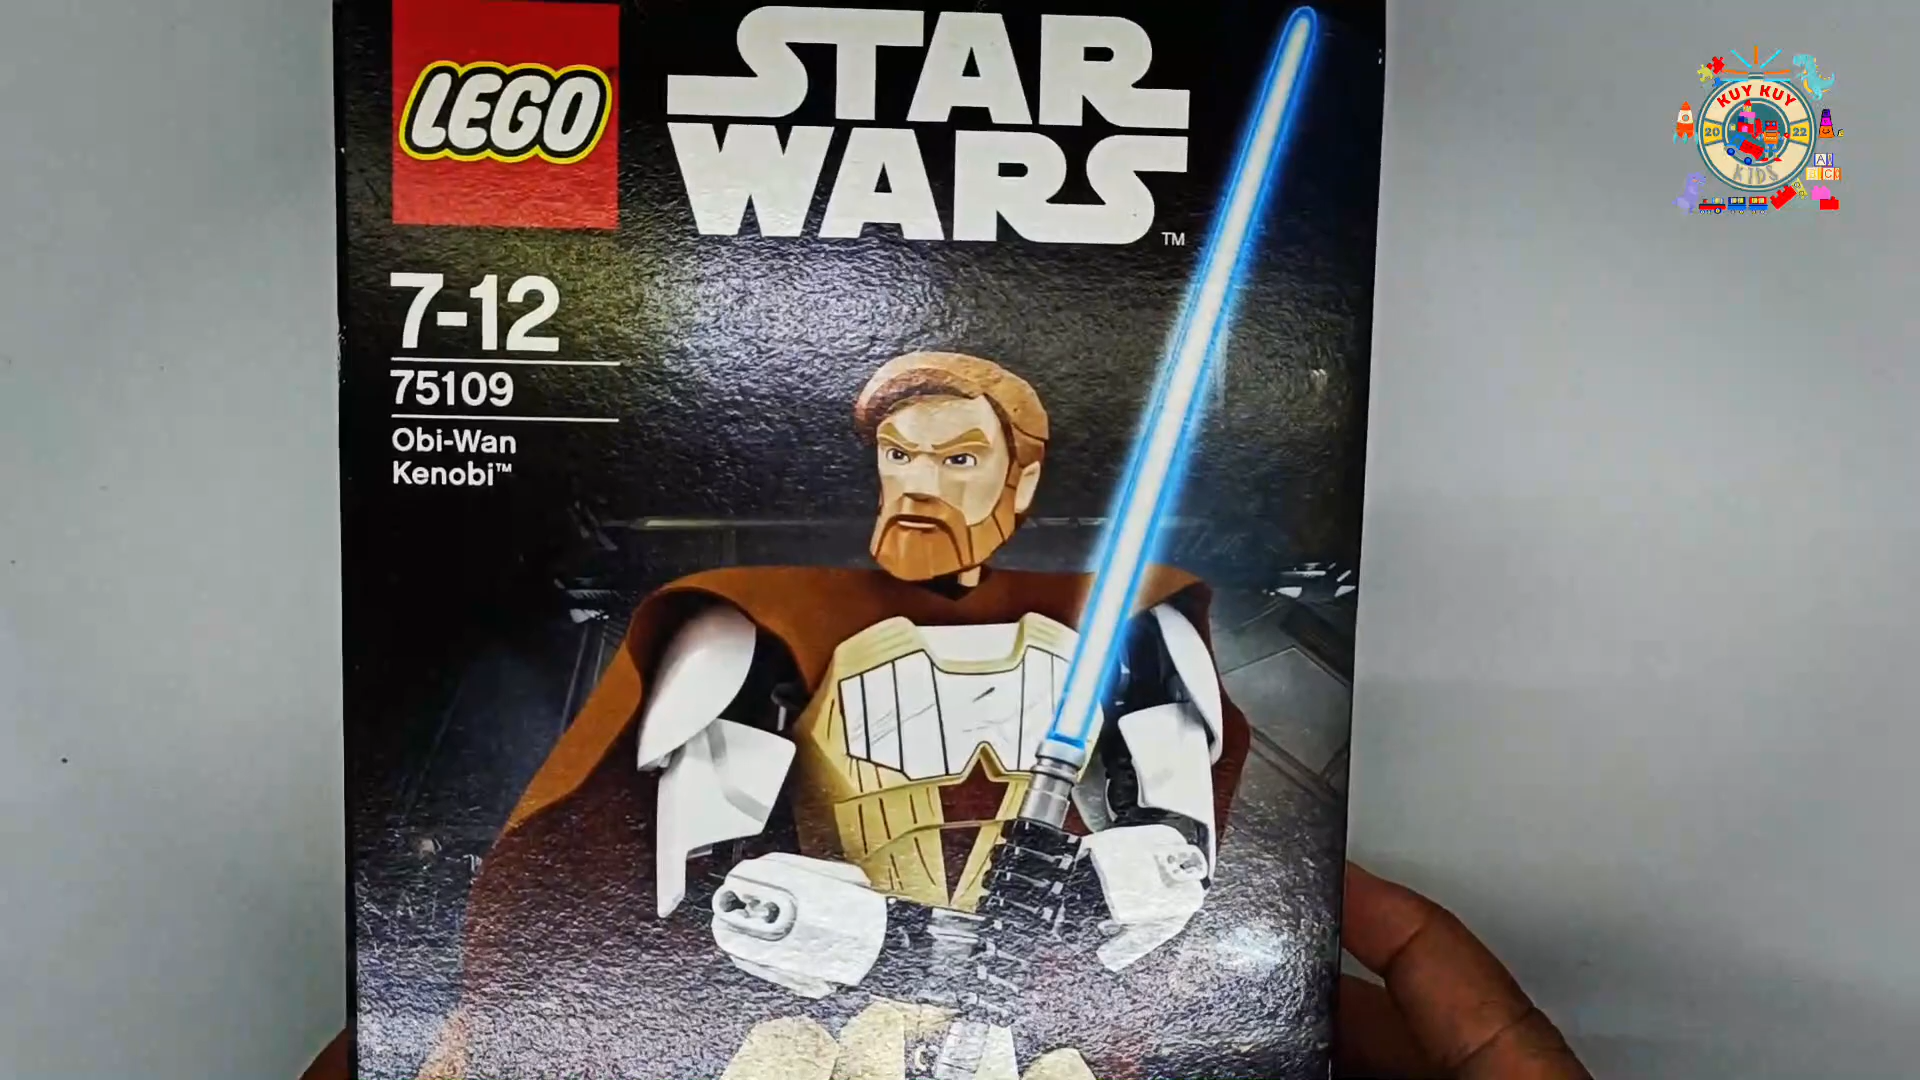 LEGO
STAR
WARS
TM
7-12
75109
Obi-Wan
Kenobi™
KUY KUY
20 22
KIDS